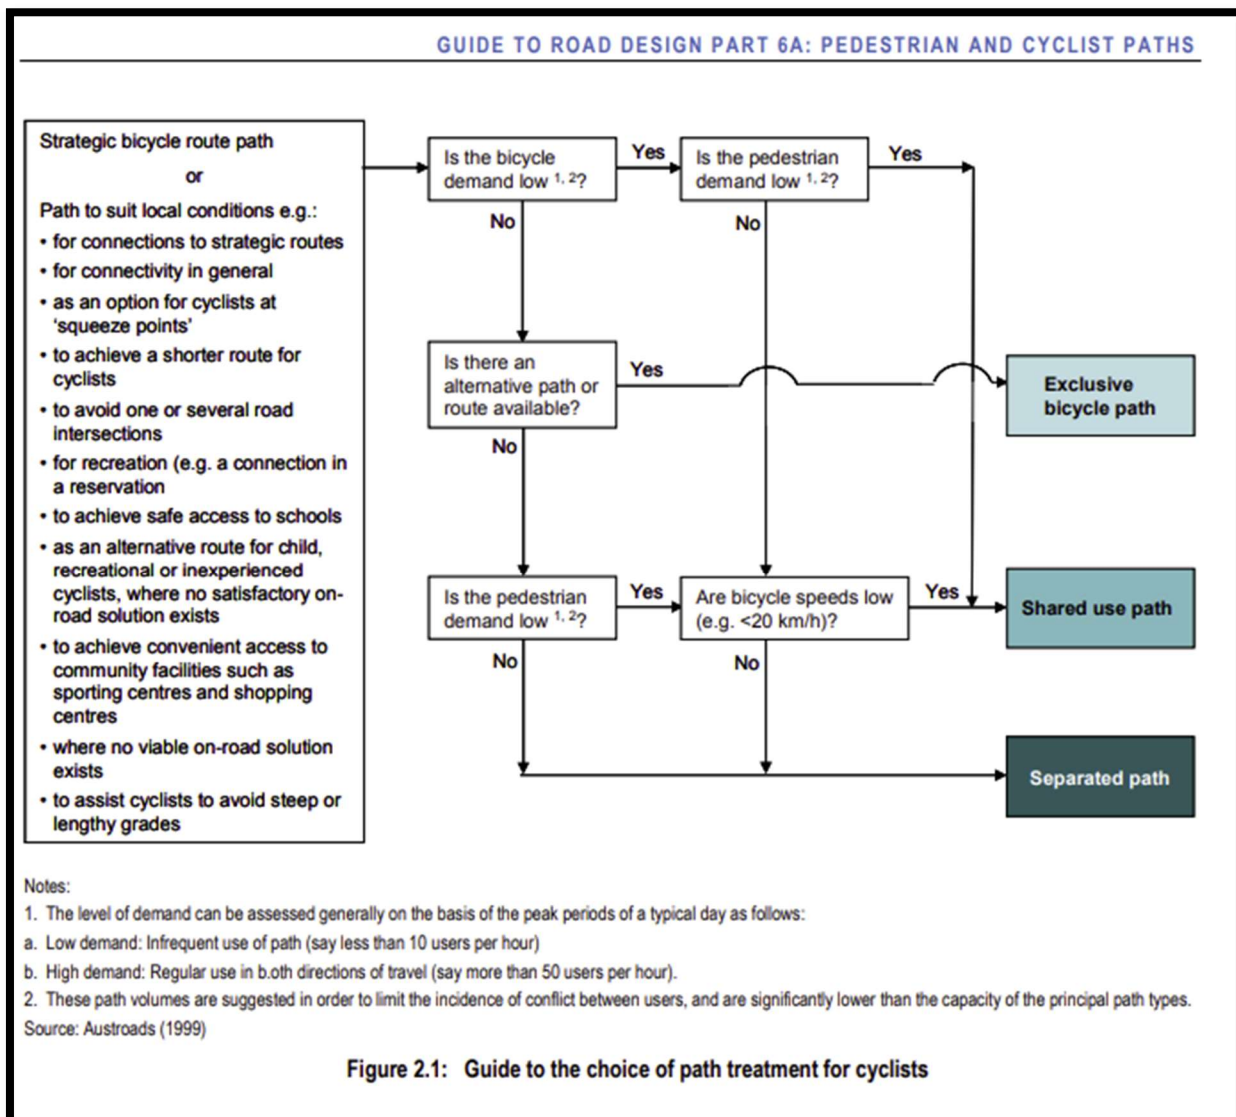 GUIDE TO ROAD DESIGN PART 6A: PEDESTRIAN AND CYCLIST PATHS
Strategic bicycle route path
or
Path to suit local conditions e.g.:
• for connections to strategic routes
• for connectivity in general
• as an option for cyclists at
‘squeeze points’
• to achieve a shorter route for
cyclists
• to avoid one or several road
intersections
• for recreation (e.g. a connection in
a reservation
• to achieve safe access to schools
• as an alternative route for child,
recreational or inexperienced
cyclists, where no satisfactory on-
road solution exists
• to achieve convenient access to
community facilities such as
sporting centres and shopping
centres
• where no viable on-road solution
exists
• to assist cyclists to avoid steep or
lengthy grades
Is the bicycle
demand low 1, 2?
Yes
Is the pedestrian
demand low 1, 2?
Yes
No
No
Is there an
alternative path or
route available?
Yes
Exclusive
bicycle path
No
Is the pedestrian
demand low 1, 2?
Yes
Are bicycle speeds low
(e.g. <20 km/h)?
Yes
Shared use path
No
No
Separated path
Notes:
1. The level of demand can be assessed generally on the basis of the peak periods of a typical day as follows:
a. Low demand: Infrequent use of path (say less than 10 users per hour)
b. High demand: Regular use in b.oth directions of travel (say more than 50 users per hour).
2. These path volumes are suggested in order to limit the incidence of conflict between users, and are significantly lower than the capacity of the principal path types.
Source: Austroads (1999)
Figure 2.1: Guide to the choice of path treatment for cyclists